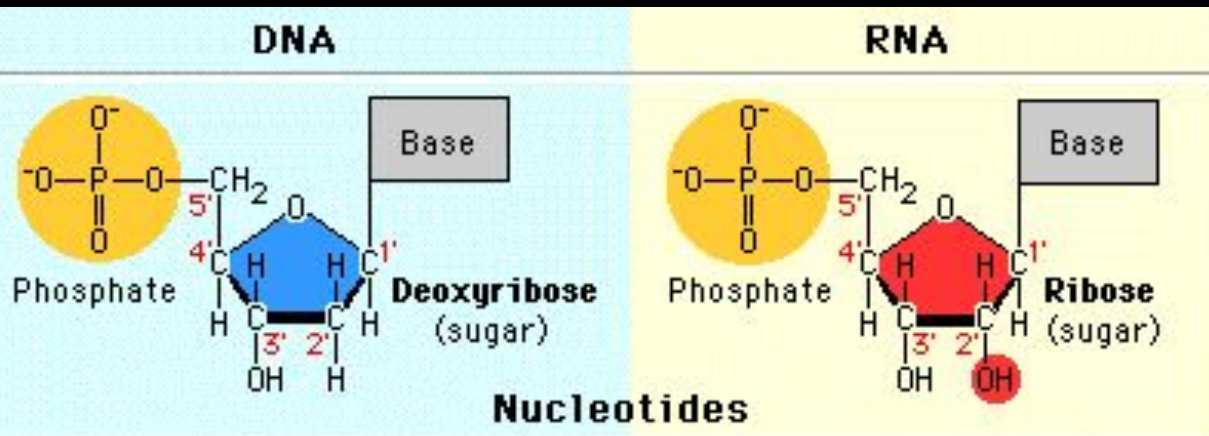 DNA
O⁻
⁻O—P—O—CH₂
O
Base
5'
O
4'
C
H
H
C
1'
Phosphate
H
C
C
H
3'
2'
OH
H
Deoxyribose
(sugar)
RNA
O⁻
⁻O—P—O—CH₂
O
Base
5'
O
4'
C
H
H
C
1'
Phosphate
H
C
C
H
3'
2'
OH
OH
Ribose
(sugar)
Nucleotides